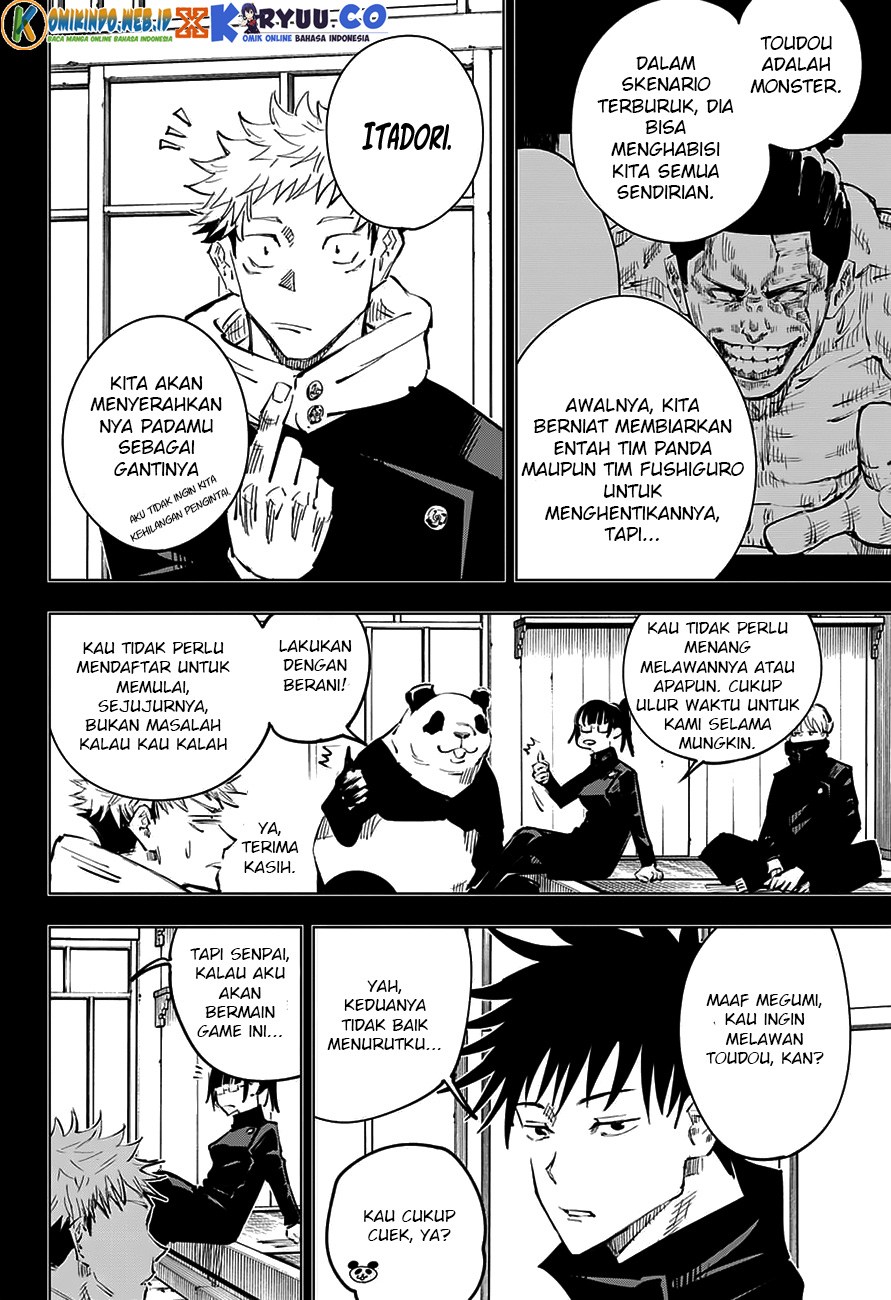 KOMIKINDO.WEB.ID
BACA MANGA ONLINE BAHASA INDONESIA
KIRYUU.CO
OMIK ONLINE BAHASA INDONESIA
TOUDOU
ADALAH
MONSTER.
DALAM
SKENARIO
TERBURUK, DIA
BISA
MENGHABISI
KITA SEMUA
SENDIRIAN.
AWALNYA, KITA
BERNIAT MEMBIARKAN
ENTAH TIM PANDA
MAUPUN TIM FUSHIGURO
UNTUK
MENGHENTIKANNYA,
TAPI...
ITADORI.
KITA AKAN
MENYERAHKAN
NYA PADAMU
SEBAGAI
GANTINYA
AKU TIDAK INGIN KITA
KEHILANGAN PENGINTAI.
KAU TIDAK PERLU
MENANG
MELAWANNYA ATAU
APAPUN. CUKUP
ULUR WAKTU UNTUK
KAMI SELAMA
MUNGKIN.
LAKUKAN
DENGAN
BERANI!
KAU TIDAK PERLU
MENDAFTAR UNTUK
MEMULAI,
SEJUJURNYA,
BUKAN MASALAH
KALAU KAU KALAH
YA,
TERIMA
KASIH.
MAAF MEGUMI,
KAU INGIN
MELAWAN
TOUDOU, KAN?
YAH,
KEDUANYA
TIDAK BAIK
MENURUTKU...
KAU CUKUP
CUEK, YA?
TAPI SENPAI,
KALAU AKU
AKAN
BERMAIN
GAME INI...